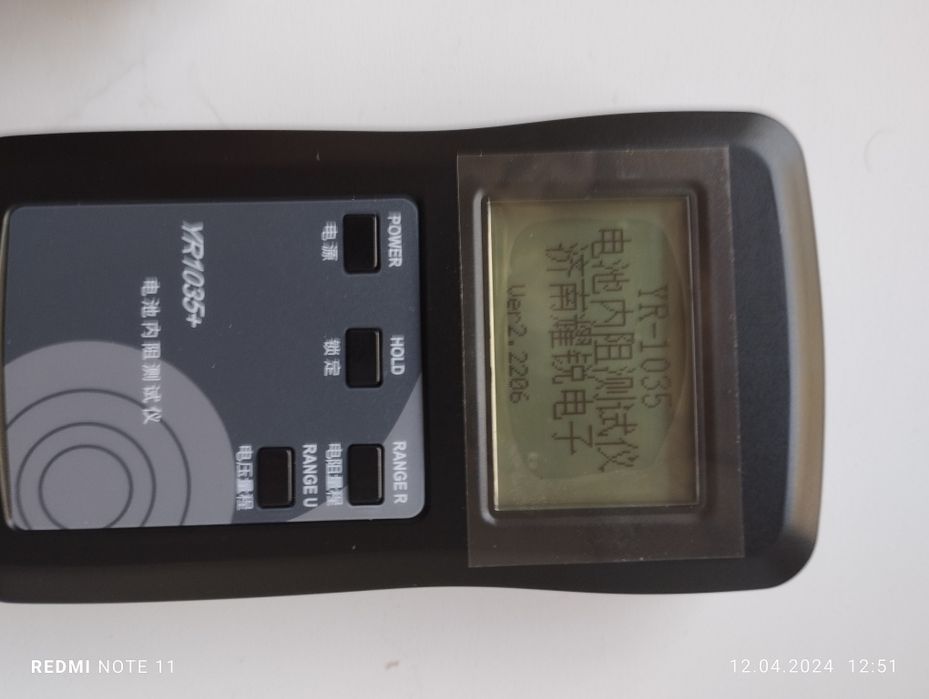 YR-1035
电池内阻测试仪
济南耀锐电子
Ver2.2206
POWER
电源
HOLD
锁定
RANGE R
电阻量程
RANGE U
电压量程
YR1035+
电池内阻测试仪
REDMI NOTE 11
12.04.2024 12:51